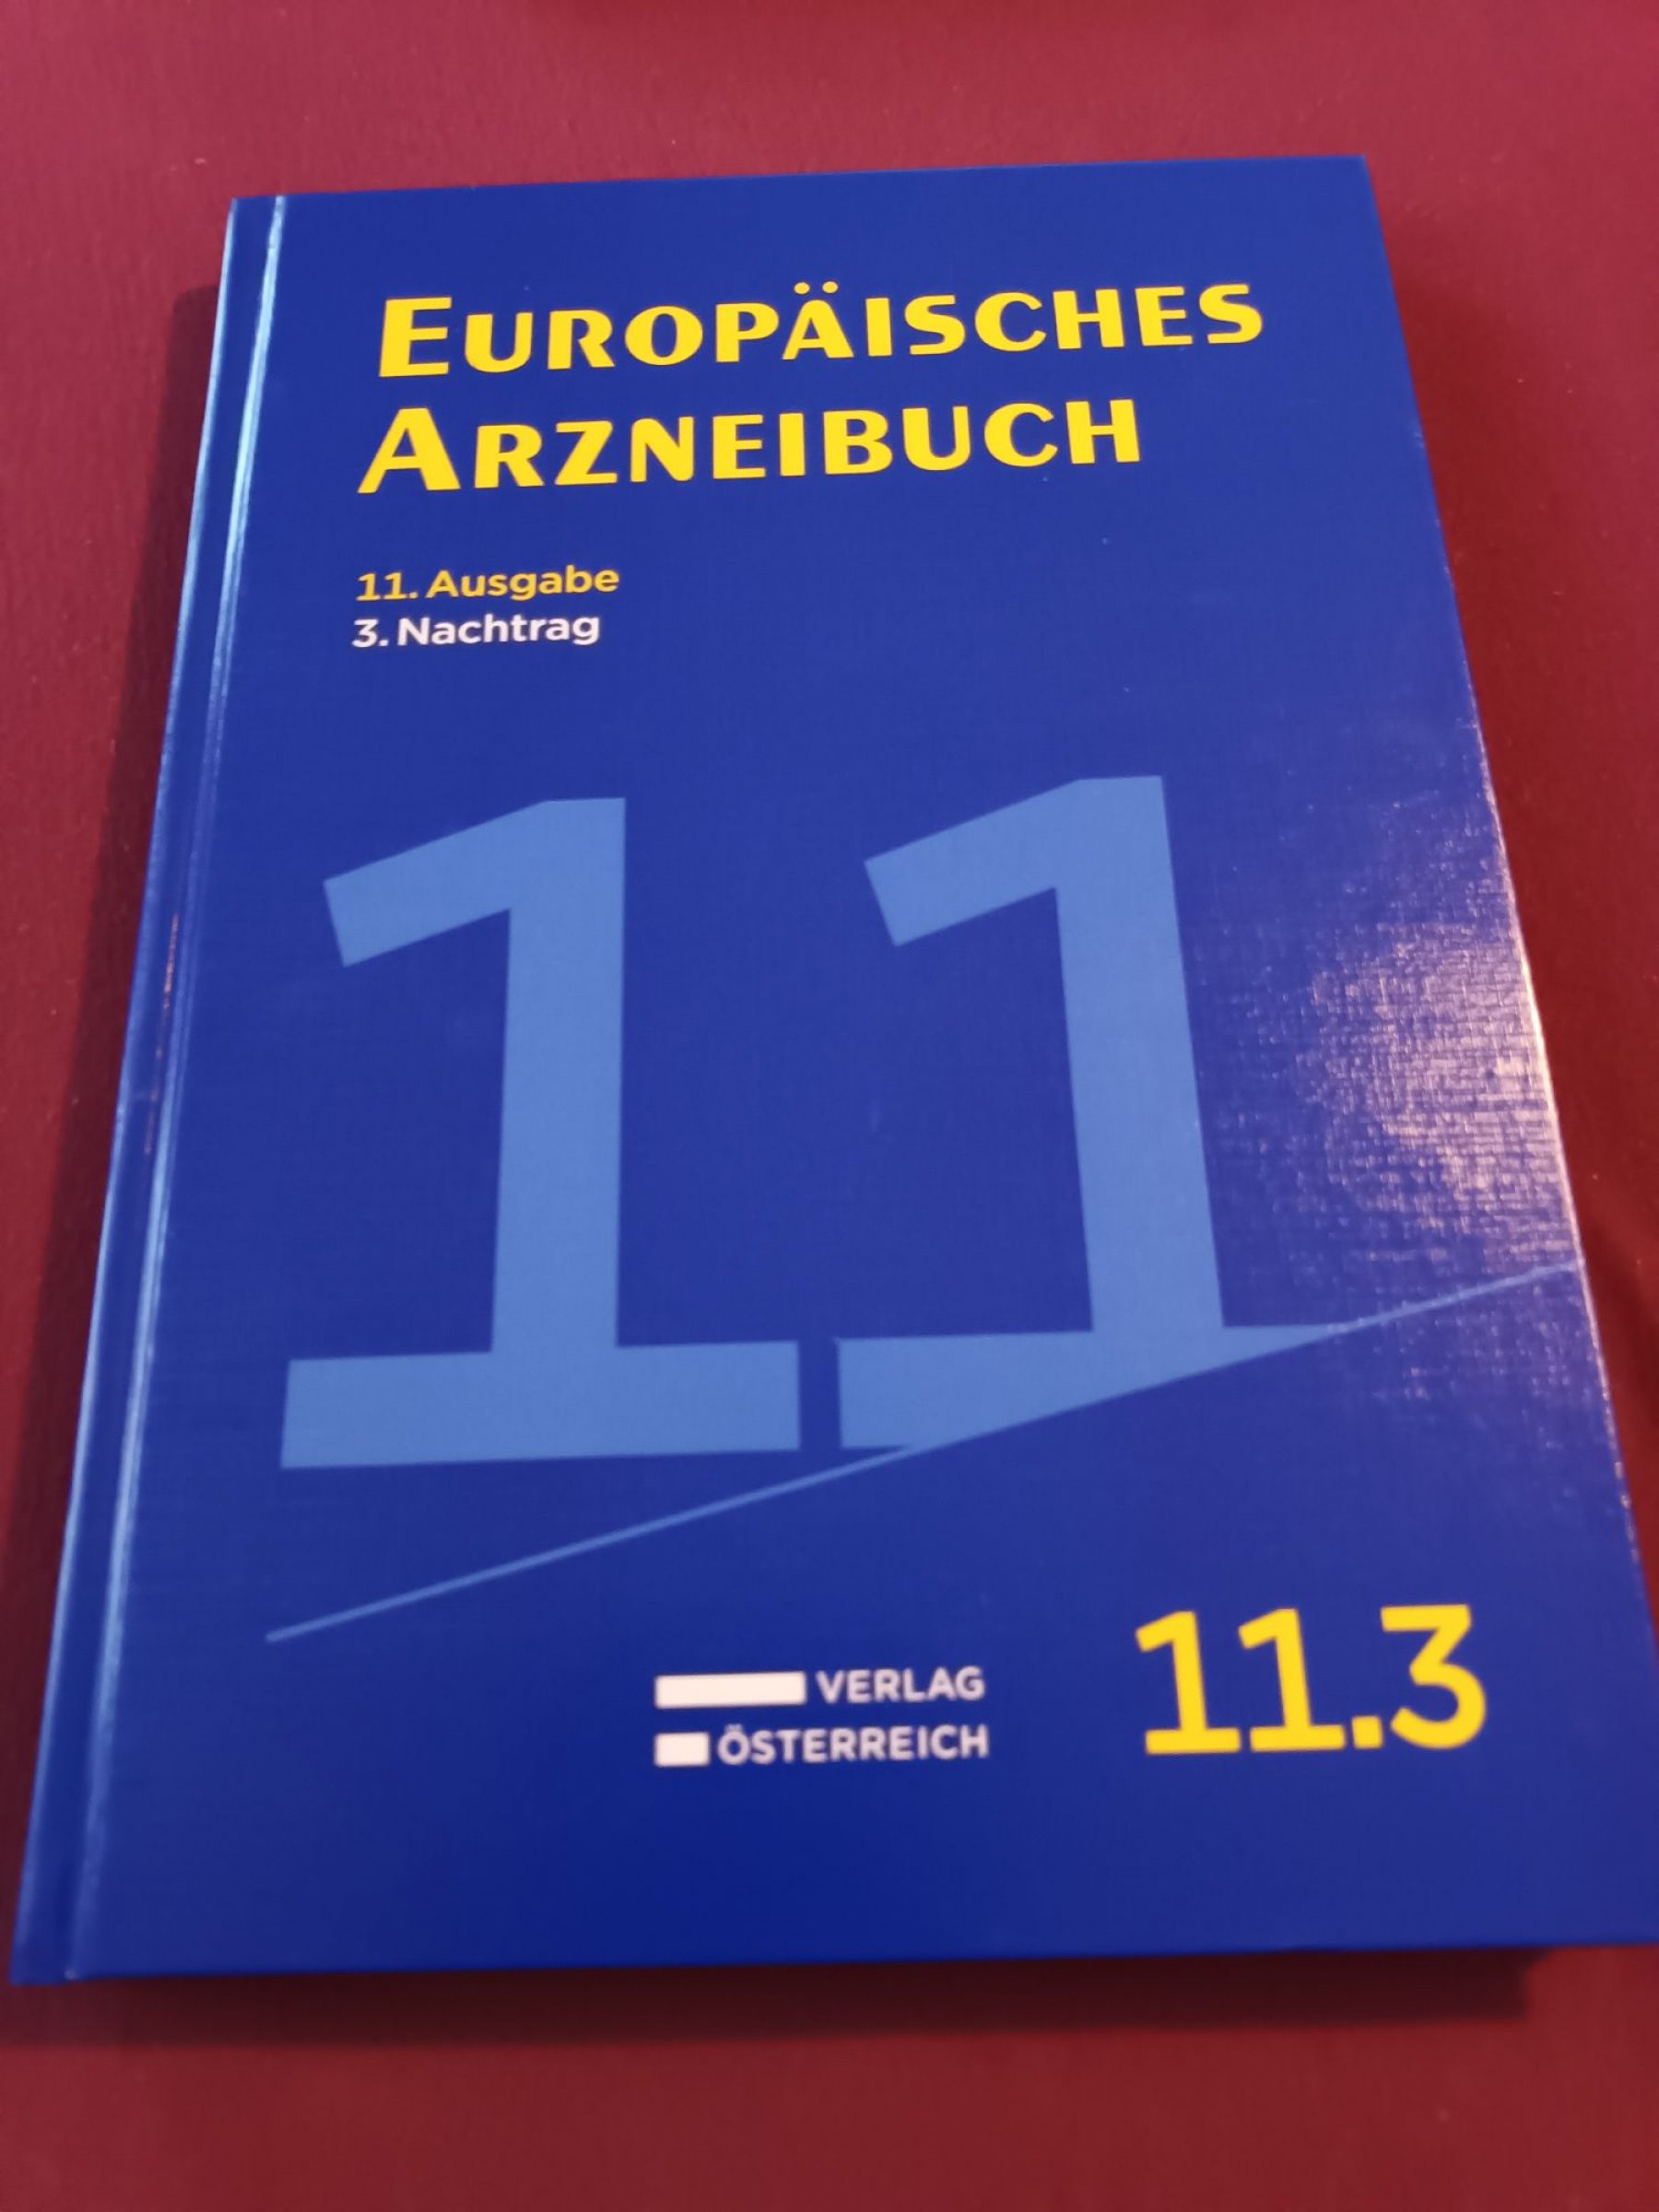 EUROPÄISCHES
ARZNEIBUCH
11. Ausgabe
3. Nachtrag
11
VERLAG
ÖSTERREICH
11.3